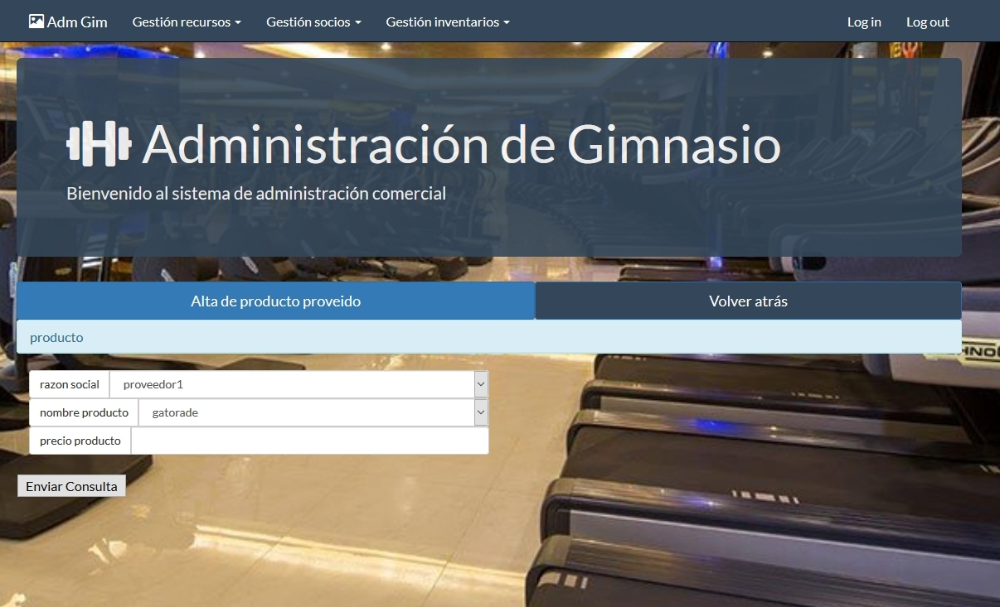 Adm Gim Gestión recursos Gestión socios Gestión inventarios Log in Log out
Administración de Gimnasio
Bienvenido al sistema de administración comercial
Alta de producto proveido Volver atrás
producto
razon social proveedor1
nombre producto gatorade
precio producto
Enviar Consulta